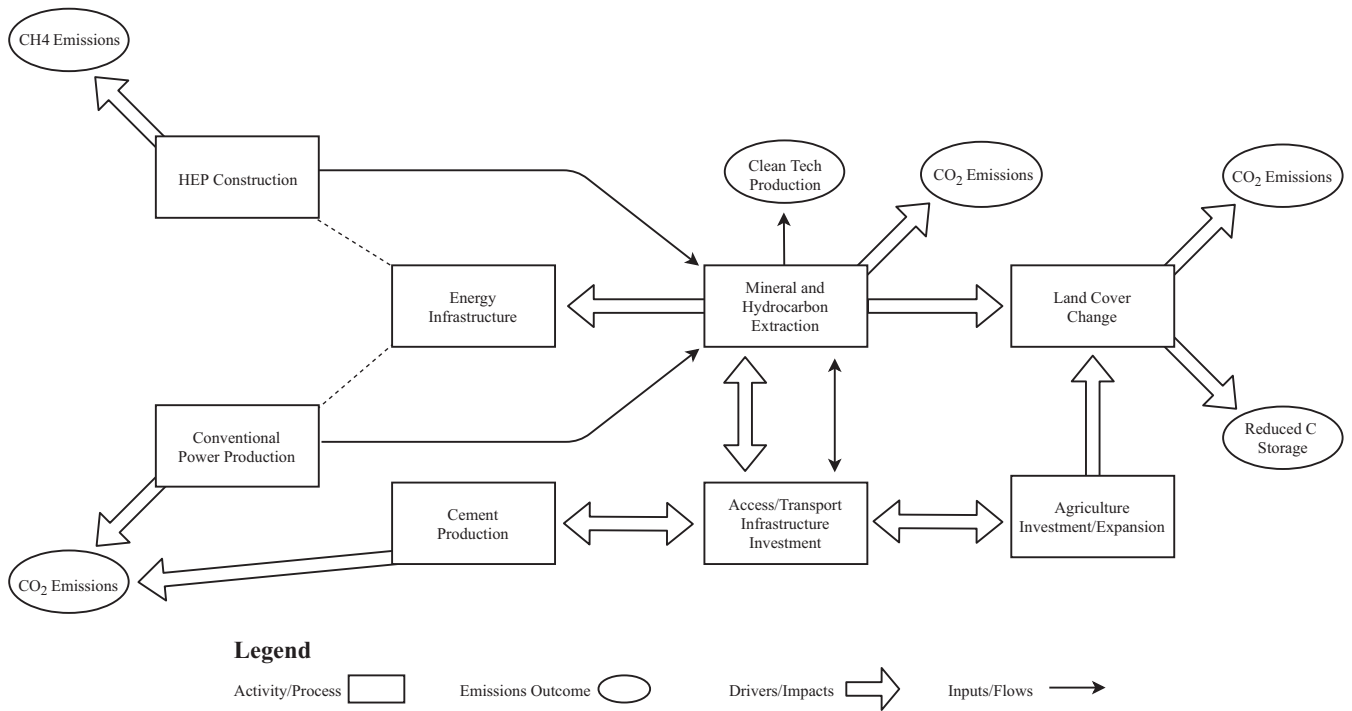 CH4 Emissions
HEP Construction
Clean Tech
Production
CO₂ Emissions
CO₂ Emissions
Energy
Infrastructure
Mineral and
Hydrocarbon
Extraction
Land Cover
Change
Conventional
Power Production
Reduced C
Storage
Cement
Production
Access/Transport
Infrastructure
Investment
Agriculture
Investment/Expansion
CO₂ Emissions
Legend
Activity/Process
Emissions Outcome
Drivers/Impacts
Inputs/Flows